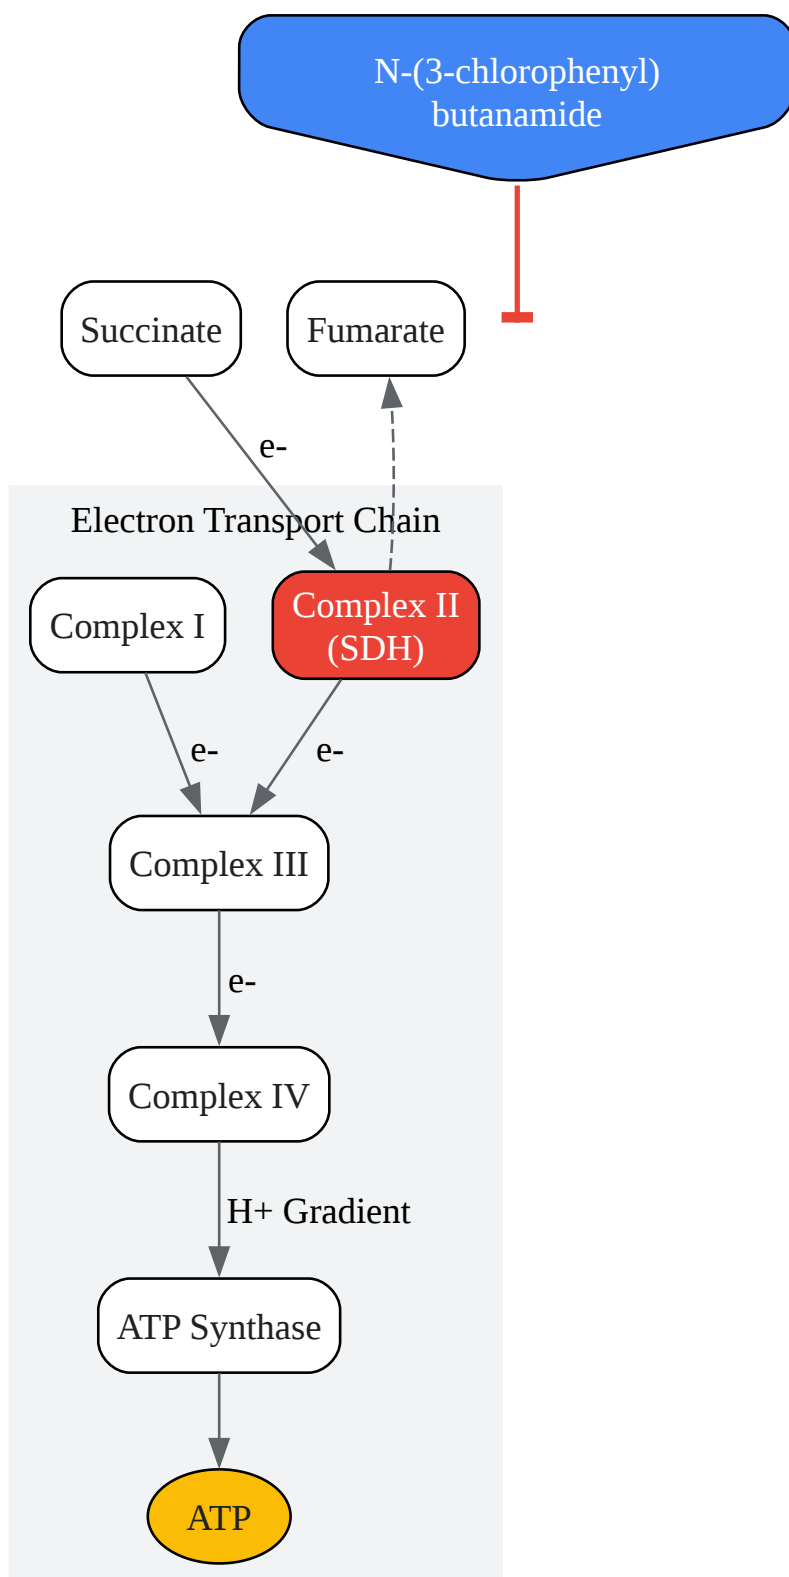 N-(3-chlorophenyl)
butanamide
Succinate
Fumarate
e-
Electron Transport Chain
Complex I
Complex II
(SDH)
e-
e-
Complex III
e-
Complex IV
H+ Gradient
ATP Synthase
ATP